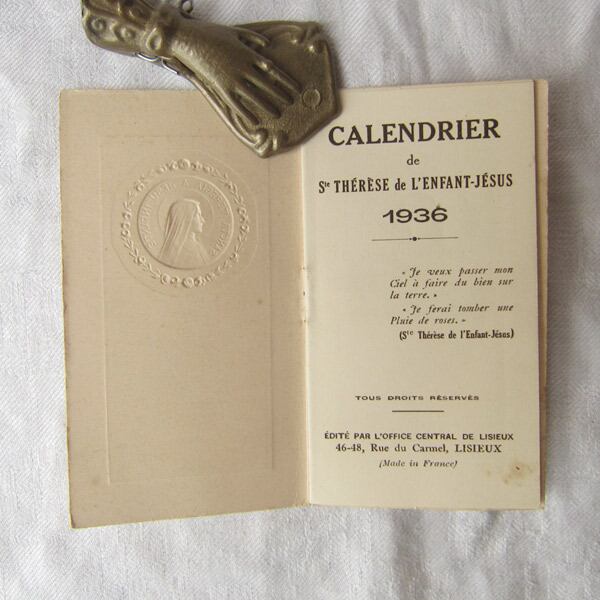 CALENDRIER
de
Ste THÉRÈSE de L'ENFANT-JÉSUS
1936
« Je veux passer mon
Ciel à faire du bien sur
la terre. »
« Je ferai tomber une
Pluie de roses. »
(Ste Thérèse de l'Enfant-Jésus)
TOUS DROITS RÉSERVÉS
ÉDITÉ PAR L'OFFICE CENTRAL DE LISIEUX
46-48, Rue du Carmel, LISIEUX
(Made in France)